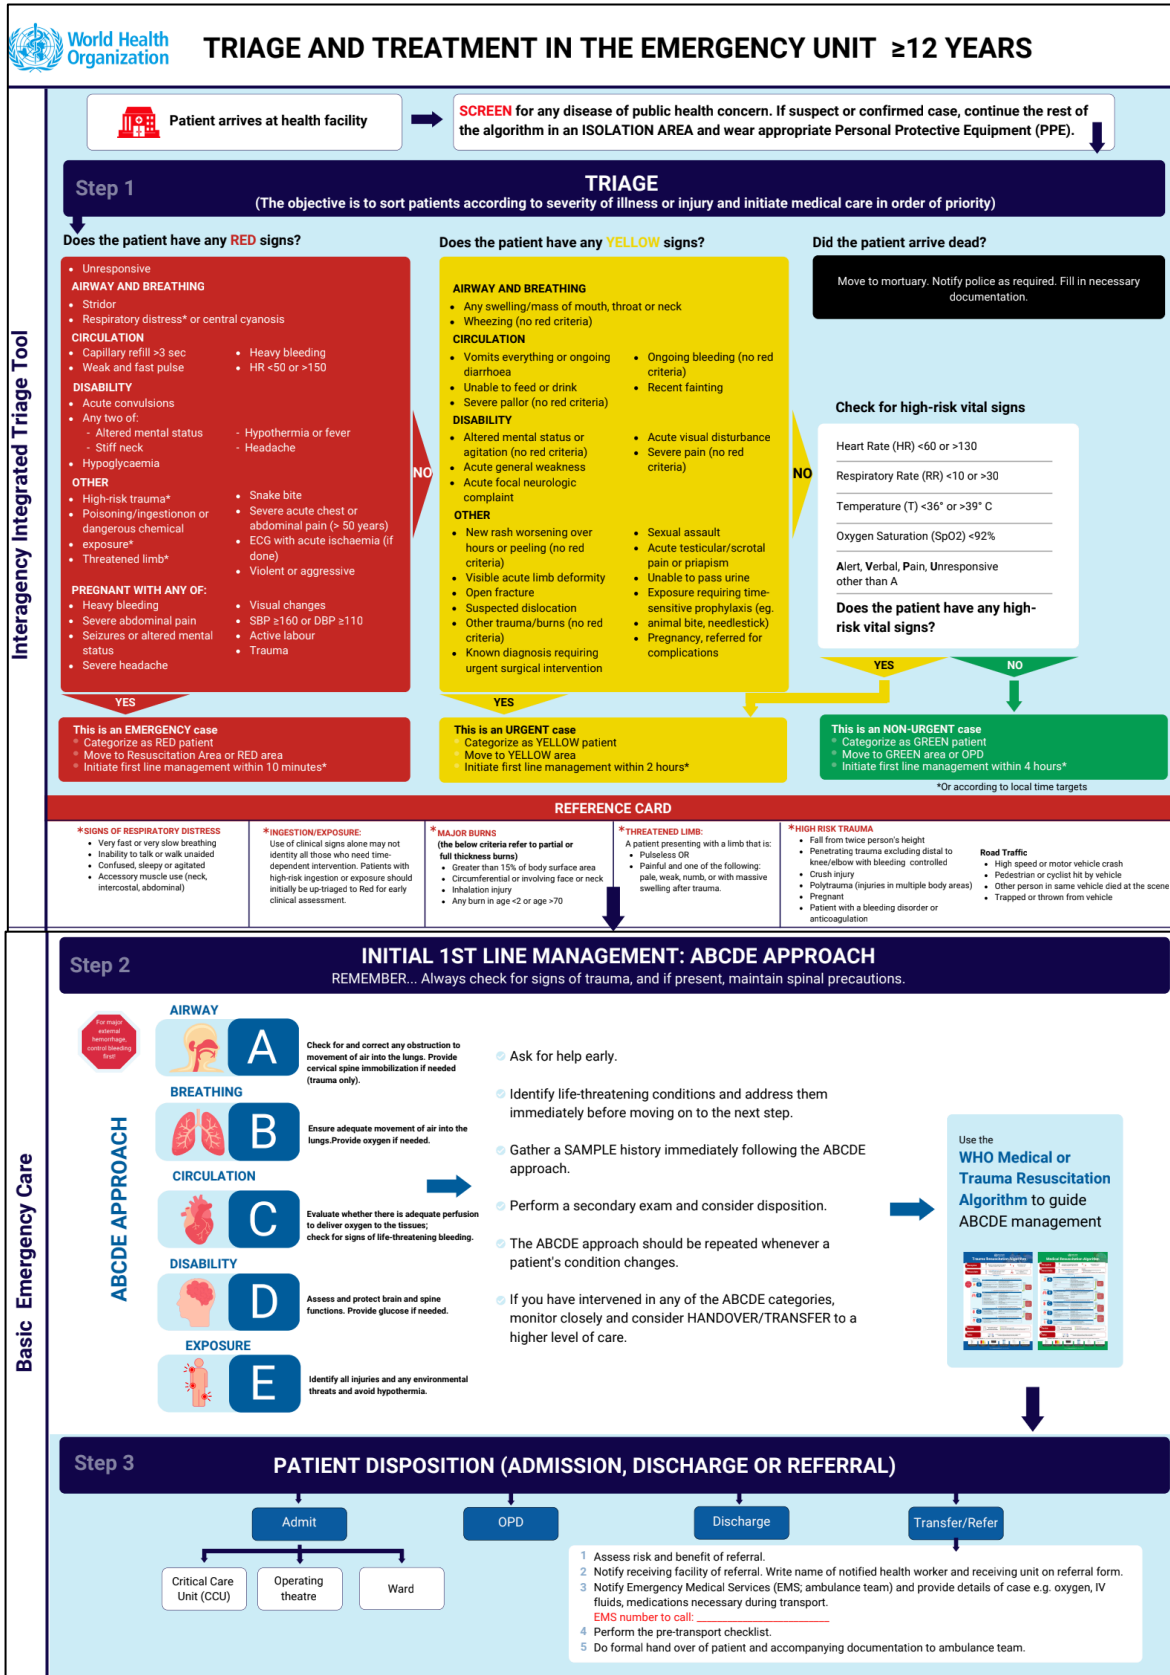 World Health
Organization
TRIAGE AND TREATMENT IN THE EMERGENCY UNIT ≥12 YEARS
Interagency Integrated Triage Tool
Patient arrives at health facility
SCREEN for any disease of public health concern. If suspect or confirmed case, continue the rest of
the algorithm in an ISOLATION AREA and wear appropriate Personal Protective Equipment (PPE).
Step 1
TRIAGE
(The objective is to sort patients according to severity of illness or injury and initiate medical care in order of priority)
Does the patient have any RED signs?
• Unresponsive
AIRWAY AND BREATHING
• Stridor
• Respiratory distress* or central cyanosis
CIRCULATION
• Capillary refill >3 sec
• Weak and fast pulse
• Heavy bleeding
• HR <50 or >150
DISABILITY
• Acute convulsions
• Any two of:
- Altered mental status
- Stiff neck
- Hypothermia or fever
- Headache
• Hypoglycaemia
OTHER
• High-risk trauma*
• Poisoning/ingestionon or
dangerous chemical
• exposure*
• Threatened limb*
• Snake bite
• Severe acute chest or
abdominal pain (> 50 years)
• ECG with acute ischaemia (if
done)
• Violent or aggressive
PREGNANT WITH ANY OF:
• Heavy bleeding
• Severe abdominal pain
• Seizures or altered mental
status
• Severe headache
• Visual changes
• SBP ≥160 or DBP ≥110
• Active labour
• Trauma
NO
YES
This is an EMERGENCY case
• Categorize as RED patient
• Move to Resuscitation Area or RED area
• Initiate first line management within 10 minutes*
Does the patient have any YELLOW signs?
AIRWAY AND BREATHING
• Any swelling/mass of mouth, throat or neck
• Wheezing (no red criteria)
CIRCULATION
• Vomits everything or ongoing
diarrhoea
• Unable to feed or drink
• Severe pallor (no red criteria)
• Ongoing bleeding (no red
criteria)
• Recent fainting
DISABILITY
• Altered mental status or
agitation (no red criteria)
• Acute general weakness
• Acute focal neurologic
complaint
• Acute visual disturbance
• Severe pain (no red
criteria)
OTHER
• New rash worsening over
hours or peeling (no red
criteria)
• Visible acute limb deformity
• Open fracture
• Suspected dislocation
• Other trauma/burns (no red
criteria)
• Known diagnosis requiring
urgent surgical intervention
• Sexual assault
• Acute testicular/scrotal
pain or priapism
• Unable to pass urine
• Exposure requiring time-
sensitive prophylaxis (eg.
• animal bite, needlestick)
• Pregnancy, referred for
complications
NO
YES
This is an URGENT case
• Categorize as YELLOW patient
• Move to YELLOW area
• Initiate first line management within 2 hours*
Did the patient arrive dead?
Move to mortuary. Notify police as required. Fill in necessary
documentation.
Check for high-risk vital signs
Heart Rate (HR) <60 or >130
Respiratory Rate (RR) <10 or >30
Temperature (T) <36° or >39° C
Oxygen Saturation (SpO2) <92%
Alert, Verbal, Pain, Unresponsive
other than A
Does the patient have any high-
risk vital signs?
YES
NO
This is an NON-URGENT case
• Categorize as GREEN patient
• Move to GREEN area or OPD
• Initiate first line management within 4 hours*
*Or according to local time targets
REFERENCE CARD
*SIGNS OF RESPIRATORY DISTRESS
• Very fast or very slow breathing
• Inability to talk or walk unaided
• Confused, sleepy or agitated
• Accessory muscle use (neck,
intercostal, abdominal)
*INGESTION/EXPOSURE:
Use of clinical signs alone may not
identify all those who need time-
dependent intervention. Patients with
high-risk ingestion or exposure should
initially be up-triaged to Red for early
clinical assessment.
*MAJOR BURNS
(the below criteria refer to partial or
full thickness burns)
• Greater than 15% of body surface area
• Circumferential or involving face or neck
• Inhalation injury
• Any burn in age <2 or age >70
*THREATENED LIMB:
A patient presenting with a limb that is:
• Pulseless OR
• Painful and one of the following:
pale, weak, numb, or with massive
swelling after trauma.
*HIGH RISK TRAUMA
• Fall from twice person's height
• Penetrating trauma excluding distal to
knee/elbow with bleeding controlled
• Crush injury
• Polytrauma (injuries in multiple body areas)
• Pregnant
• Patient with a bleeding disorder or
anticoagulation
Road Traffic
• High speed or motor vehicle crash
• Pedestrian or cyclist hit by vehicle
• Other person in same vehicle died at the scene
• Trapped or thrown from vehicle
Basic Emergency Care
Step 2
INITIAL 1ST LINE MANAGEMENT: ABCDE APPROACH
REMEMBER... Always check for signs of trauma, and if present, maintain spinal precautions.
For major
external
hemorrhage,
control bleeding
first!
ABCDE APPROACH
AIRWAY
A
Check for and correct any obstruction to
movement of air into the lungs. Provide
cervical spine immobilization if needed
(trauma only).
BREATHING
B
Ensure adequate movement of air into the
lungs.Provide oxygen if needed.
CIRCULATION
C
Evaluate whether there is adequate perfusion
to deliver oxygen to the tissues;
check for signs of life-threatening bleeding.
DISABILITY
D
Assess and protect brain and spine
functions. Provide glucose if needed.
EXPOSURE
E
Identify all injuries and any environmental
threats and avoid hypothermia.
Ask for help early.
Identify life-threatening conditions and address them
immediately before moving on to the next step.
Gather a SAMPLE history immediately following the ABCDE
approach.
Perform a secondary exam and consider disposition.
The ABCDE approach should be repeated whenever a
patient's condition changes.
If you have intervened in any of the ABCDE categories,
monitor closely and consider HANDOVER/TRANSFER to a
higher level of care.
Use the
WHO Medical or
Trauma Resuscitation
Algorithm to guide
ABCDE management
Step 3
PATIENT DISPOSITION (ADMISSION, DISCHARGE OR REFERRAL)
Admit
OPD
Discharge
Transfer/Refer
Critical Care
Unit (CCU)
Operating
theatre
Ward
1 Assess risk and benefit of referral.
2 Notify receiving facility of referral. Write name of notified health worker and receiving unit on referral form.
3 Notify Emergency Medical Services (EMS; ambulance team) and provide details of case e.g. oxygen, IV
fluids, medications necessary during transport.
EMS number to call: ______________________
4 Perform the pre-transport checklist.
5 Do formal hand over of patient and accompanying documentation to ambulance team.